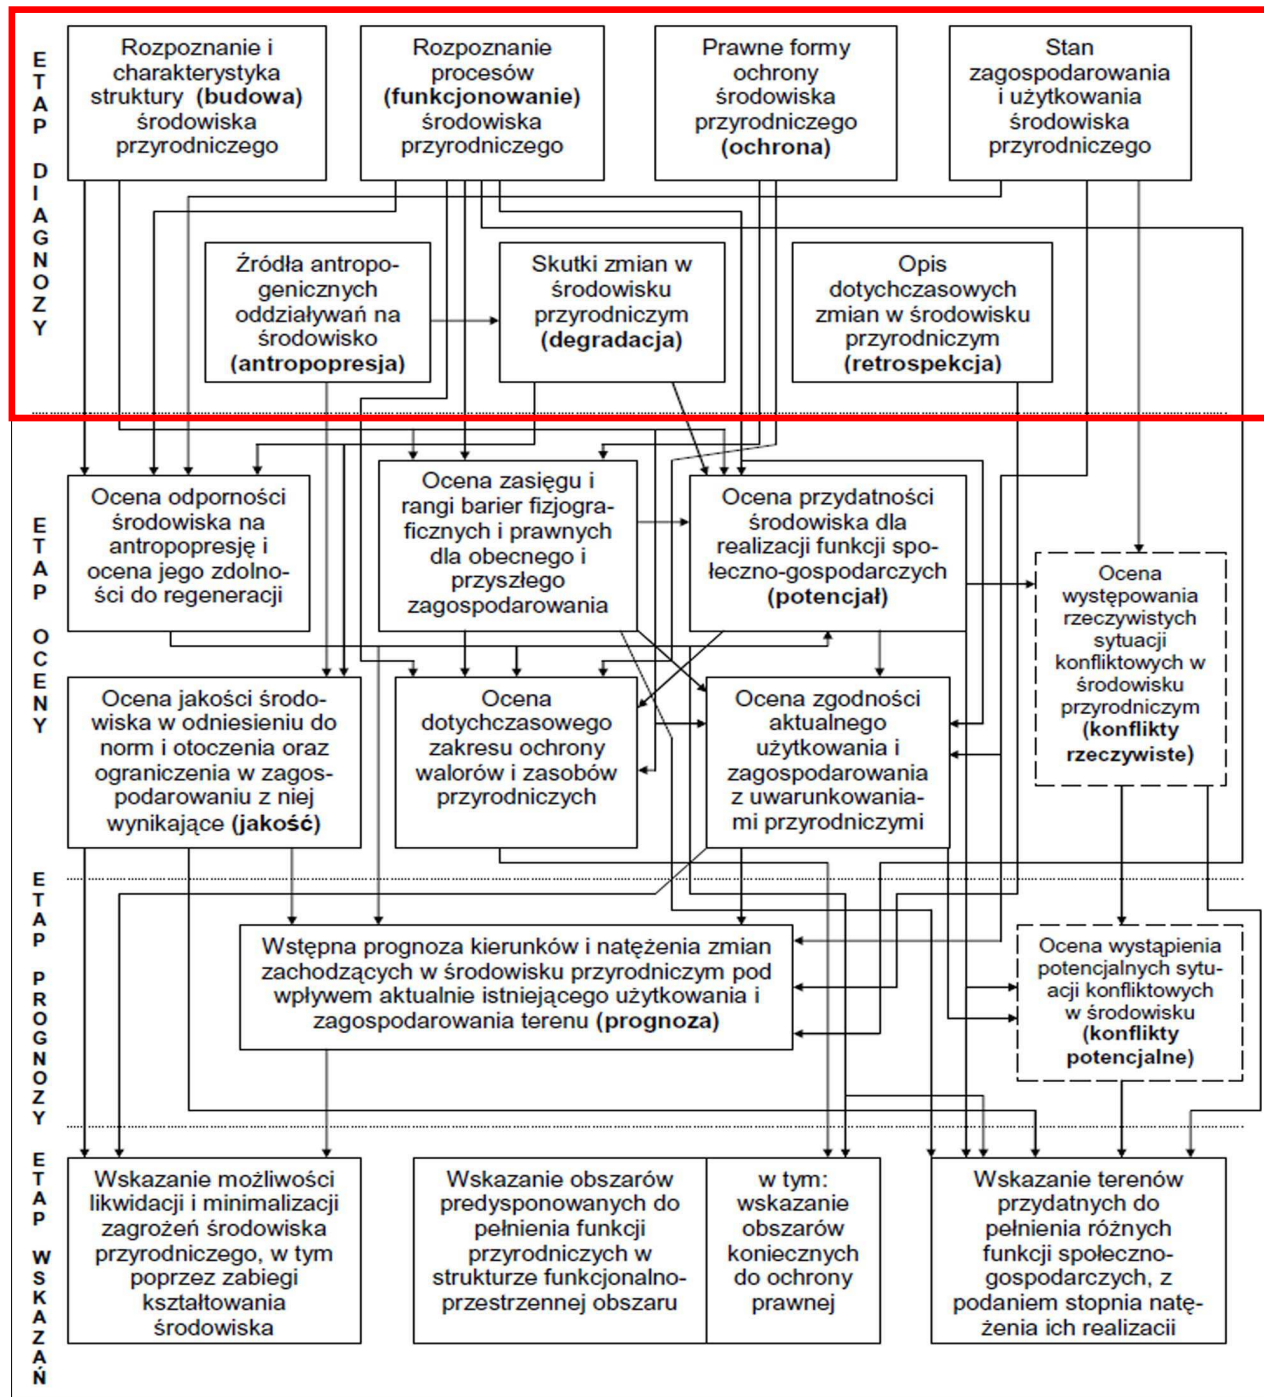 ETAP DIAGNOZY
Rozpoznanie i
charakterystyka
struktury (budowa)
środowiska
przyrodniczego
Rozpoznanie
procesów
(funkcjonowanie)
środowiska
przyrodniczego
Prawne formy
ochrony
środowiska
przyrodniczego
(ochrona)
Stan
zagospodarowania
i użytkowania
środowiska
przyrodniczego
Źródła antropo-
genicznych
oddziaływań na
środowisko
(antropopresja)
Skutki zmian w
środowisku
przyrodniczym
(degradacja)
Opis
dotychczasowych
zmian w środowisku
przyrodniczym
(retrospekcja)
ETAP OCENY
Ocena odporności
środowiska na
antropopresję i
ocena jego zdolno-
ści do regeneracji
Ocena zasięgu i
rangi barier fizjogra-
ficznych i prawnych
dla obecnego i
przyszłego
zagospodarowania
Ocena przydatności
środowiska dla
realizacji funkcji spo-
łeczno-gospodarczych
(potencjał)
Ocena
występowania
rzeczywistych
sytuacji
konfliktowych w
środowisku
przyrodniczym
(konflikty
rzeczywiste)
Ocena jakości środo-
wiska w odniesieniu do
norm i otoczenia oraz
ograniczenia w zagos-
podarowaniu z niej
wynikające (jakość)
Ocena
dotychczasowego
zakresu ochrony
walorów i zasobów
przyrodniczych
Ocena zgodności
aktualnego
użytkowania i
zagospodarowania
z uwarunkowania-
mi przyrodniczymi
ETAP PROGNOZY
Wstępna prognoza kierunków i natężenia zmian
zachodzących w środowisku przyrodniczym pod
wpływem aktualnie istniejącego użytkowania i
zagospodarowania terenu (prognoza)
Ocena wystąpienia
potencjalnych sytu-
acji konfliktowych
w środowisku
(konflikty
potencjalne)
ETAP WSKAZAŃ
Wskazanie możliwości
likwidacji i minimalizacji
zagrożeń środowiska
przyrodniczego, w tym
poprzez zabiegi
kształtowania
środowiska
Wskazanie obszarów
predysponowanych do
pełnienia funkcji
przyrodniczych w
strukturze funkcjonalno-
przestrzennej obszaru
w tym:
wskazanie
obszarów
koniecznych
do ochrony
prawnej
Wskazanie terenów
przydatnych do
pełnienia różnych
funkcji społeczno-
gospodarczych, z
podaniem stopnia natę-
żenia ich realizacji